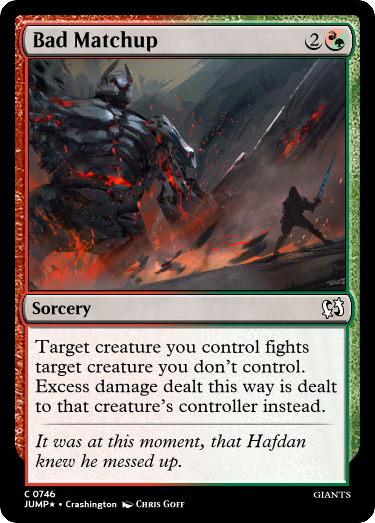 Bad Matchup 2
Sorcery
Target creature you control fights
target creature you don't control.
Excess damage dealt this way is dealt
to that creature's controller instead.
It was at this moment, that Hafdan
knew he messed up.
C 0746 GIANTS
JUMP★ • Crashington Chris Goff